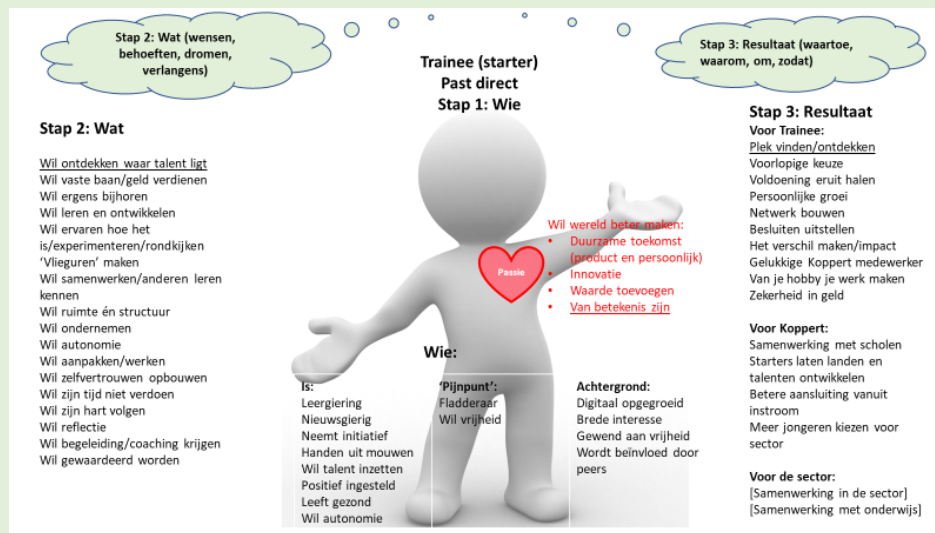 Stap 2: Wat (wensen,
behoeften, dromen,
verlangens)
Stap 3: Resultaat (waartoe,
waarom, om, zodat)
Trainee (starter)
Past direct
Stap 1: Wie
Stap 2: Wat
Wil ontdekken waar talent ligt
Wil vaste baan/geld verdienen
Wil ergens bijhoren
Wil leren en ontwikkelen
Wil ervaren hoe het
is/experimenteren/rondkijken
‘Vlieguren’ maken
Wil samenwerken/anderen leren
kennen
Wil ruimte én structuur
Wil ondernemen
Wil autonomie
Wil aanpakken/werken
Wil zelfvertrouwen opbouwen
Wil zijn tijd niet verdoen
Wil zijn hart volgen
Wil reflectie
Wil begeleiding/coaching krijgen
Wil gewaardeerd worden
Passie
Wil wereld beter maken:
• Duurzame toekomst
(product en persoonlijk)
• Innovatie
• Waarde toevoegen
• Van betekenis zijn
Wie:
Is:
Leergiering
Nieuwsgierig
Neemt initiatief
Handen uit mouwen
Wil talent inzetten
Positief ingesteld
Leeft gezond
Wil autonomie
‘Pijnpunt’:
Fladderaar
Wil vrijheid
Achtergrond:
Digitaal opgegroeid
Brede interesse
Gewend aan vrijheid
Wordt beïnvloed door
peers
Stap 3: Resultaat
Voor Trainee:
Plek vinden/ontdekken
Voorlopige keuze
Voldoening eruit halen
Persoonlijke groei
Netwerk bouwen
Besluiten uitstellen
Het verschil maken/impact
Gelukkige Koppert medewerker
Van je hobby je werk maken
Zekerheid in geld
Voor Koppert:
Samenwerking met scholen
Starters laten landen en
talenten ontwikkelen
Betere aansluiting vanuit
instroom
Meer jongeren kiezen voor
sector
Voor de sector:
[Samenwerking in de sector]
[Samenwerking met onderwijs]